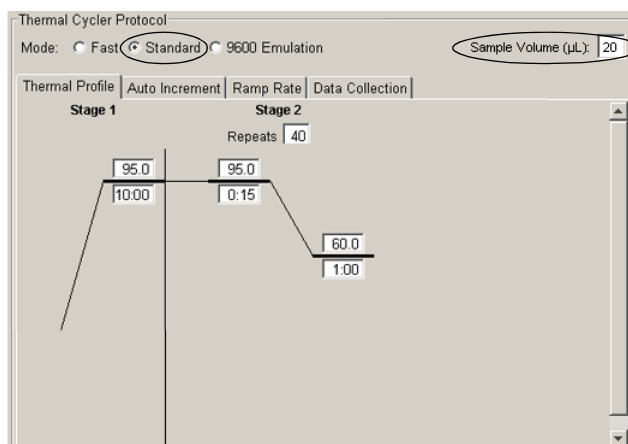 Thermal Cycler Protocol
Mode: Fast Standard 9600 Emulation Sample Volume (µL): 20
Thermal Profile Auto Increment Ramp Rate Data Collection
Stage 1 Stage 2
Repeats 40
95.0 95.0
10:00 0:15
60.0
1:00